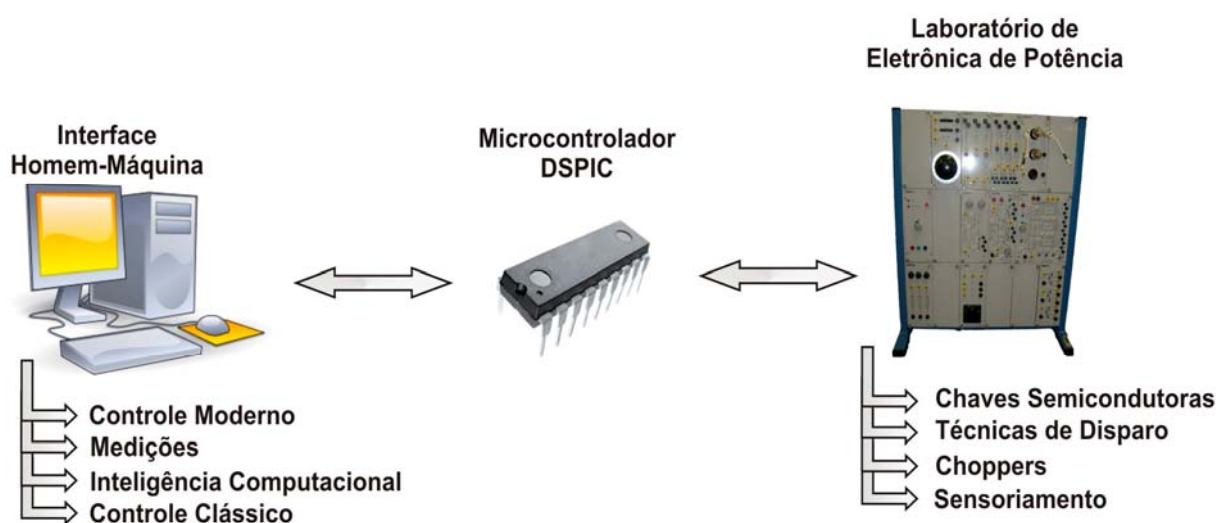 Laboratório de
Eletrônica de Potência
Interface
Homem-Máquina
Microcontrolador
DSPIC
Controle Moderno
Medições
Inteligência Computacional
Controle Clássico
Chaves Semicondutoras
Técnicas de Disparo
Choppers
Sensoriamento